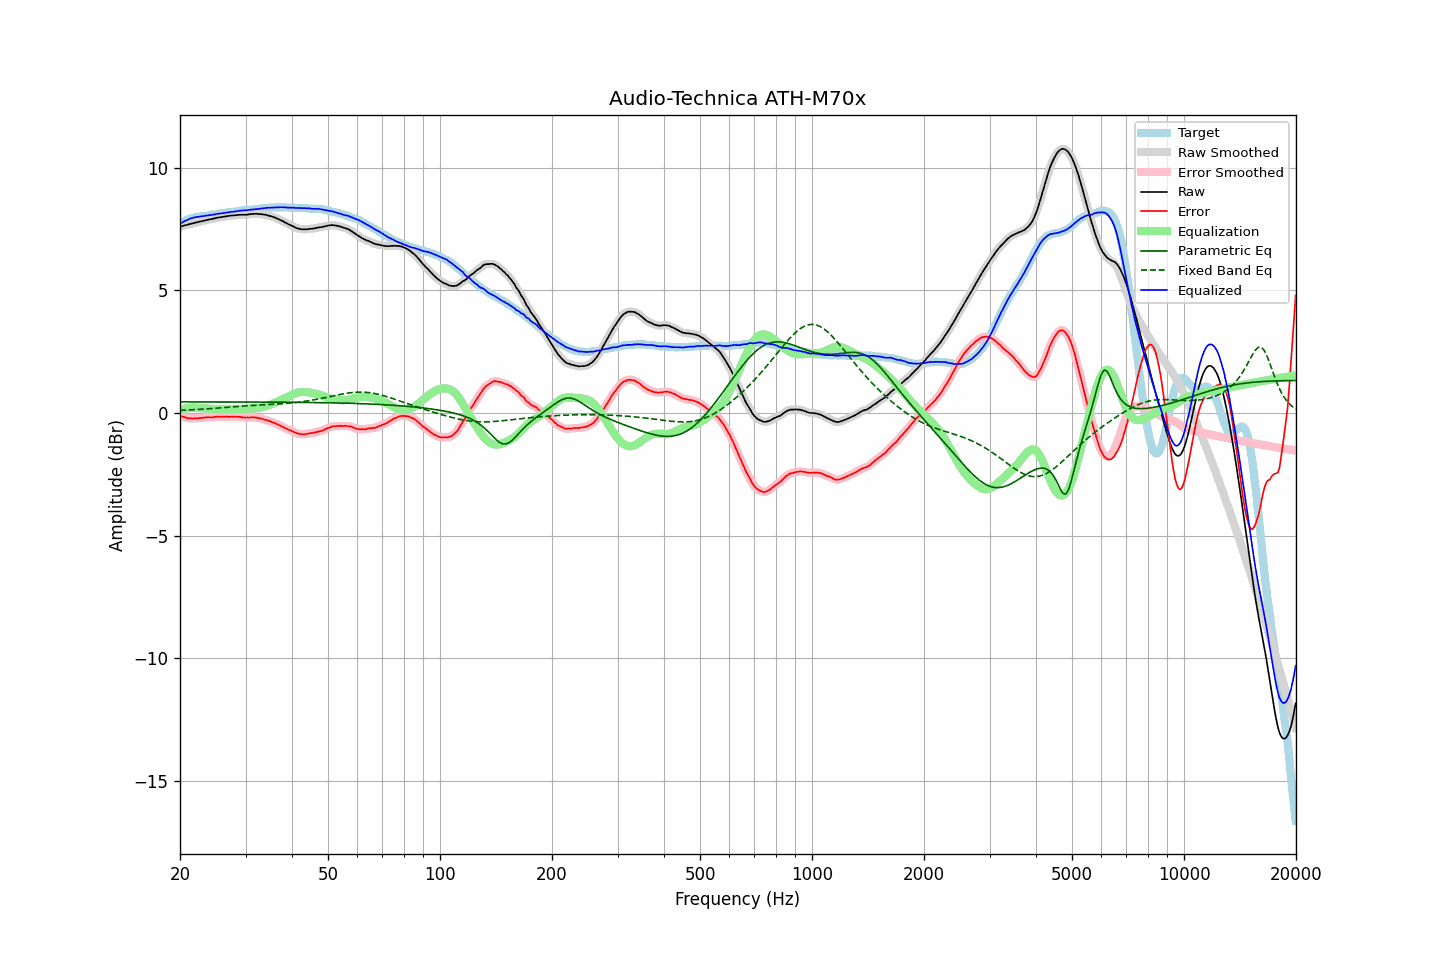 Audio-Technica ATH-M70x
Target
Raw Smoothed
Error Smoothed
Raw
Error
Equalization
Parametric Eq
Fixed Band Eq
Equalized
10
5
0
−5
−10
−15
Amplitude (dBr)
20 50 100 200 500 1000 2000 5000 10000 20000
Frequency (Hz)